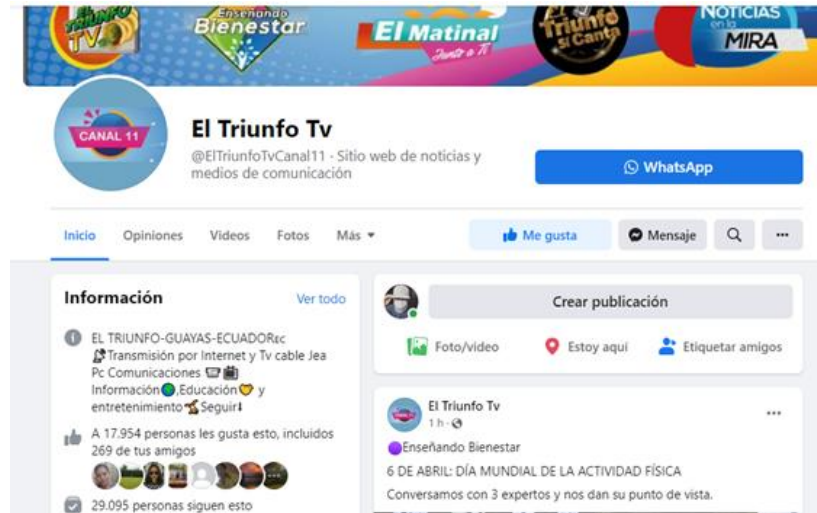 EL
TRIUNFO
TV
Enseñando
Bienestar
El Matinal
Junto a Ti
Triunfo
si Canta
NOTICIAS
en la
MIRA
CANAL 11
El Triunfo Tv
@ElTriunfoTvCanal11 - Sitio web de noticias y
medios de comunicación
WhatsApp
Inicio Opiniones Videos Fotos Más
Me gusta Mensaje
Información Ver todo
EL TRIUNFO-GUAYAS-ECUADOREC
Transmisión por Internet y Tv cable Jea
Pc Comunicaciones
Información,Educación y
entretenimiento Seguir
A 17.954 personas les gusta esto, incluidos
269 de tus amigos
29.095 personas siguen esto
Crear publicación
Foto/video Estoy aquí Etiquetar amigos
El Triunfo Tv
1 h
Enseñando Bienestar
6 DE ABRIL: DÍA MUNDIAL DE LA ACTIVIDAD FÍSICA
Conversamos con 3 expertos y nos dan su punto de vista.